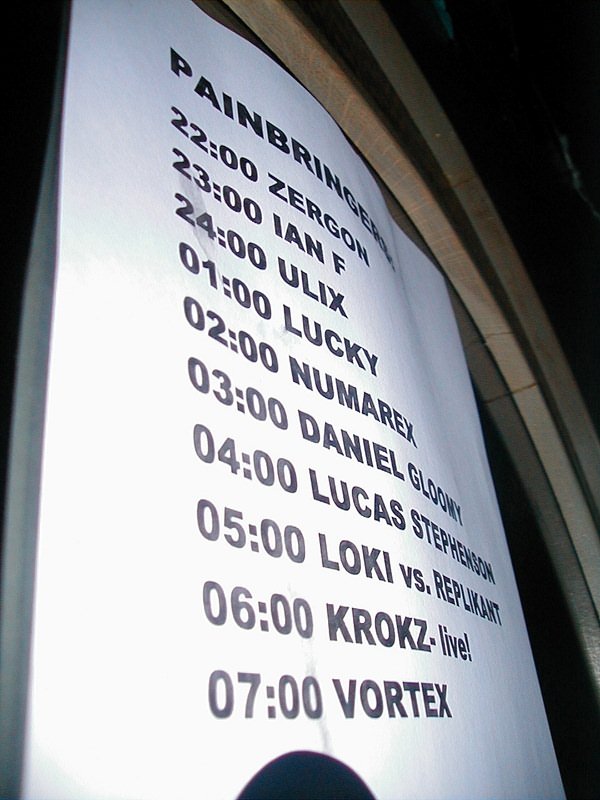 PAINBRINGERS
22:00 ZERGON
23:00 IAN F
24:00 ULIX
01:00 LUCKY
02:00 NUMAREX
03:00 DANIEL GLOOMY
04:00 LUCAS STEPHENSON
05:00 LOKI vs. REPLIKANT
06:00 KROKZ- live!
07:00 VORTEX